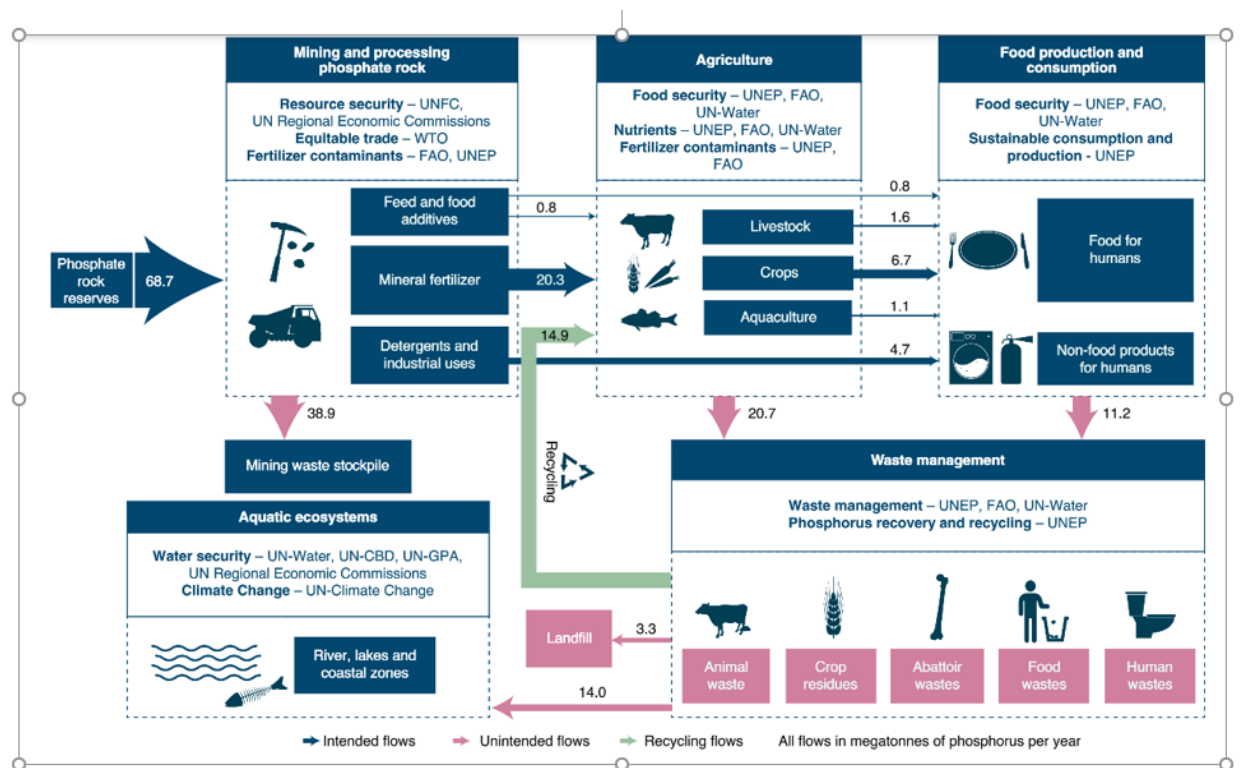 Mining and processing
phosphate rock
Resource security – UNFC,
UN Regional Economic Commissions
Equitable trade – WTO
Fertilizer contaminants – FAO, UNEP
Agriculture
Food security – UNEP, FAO,
UN-Water
Nutrients – UNEP, FAO, UN-Water
Fertilizer contaminants – UNEP,
FAO
Food production and
consumption
Food security – UNEP, FAO,
UN-Water
Sustainable consumption and
production - UNEP
Phosphate
rock
reserves
68.7
Feed and food
additives
0.8
0.8
Mineral fertilizer
20.3
Detergents and
industrial uses
14.9
Livestock
1.6
Crops
6.7
Aquaculture
1.1
4.7
Food for
humans
Non-food products
for humans
38.9
20.7
11.2
Mining waste stockpile
Recycling
Waste management
Waste management – UNEP, FAO, UN-Water
Phosphorus recovery and recycling – UNEP
Aquatic ecosystems
Water security – UN-Water, UN-CBD, UN-GPA,
UN Regional Economic Commissions
Climate Change – UN-Climate Change
River, lakes and
coastal zones
Landfill
3.3
14.0
Animal
waste
Crop
residues
Abattoir
wastes
Food
wastes
Human
wastes
Intended flows
Unintended flows
Recycling flows
All flows in megatonnes of phosphorus per year